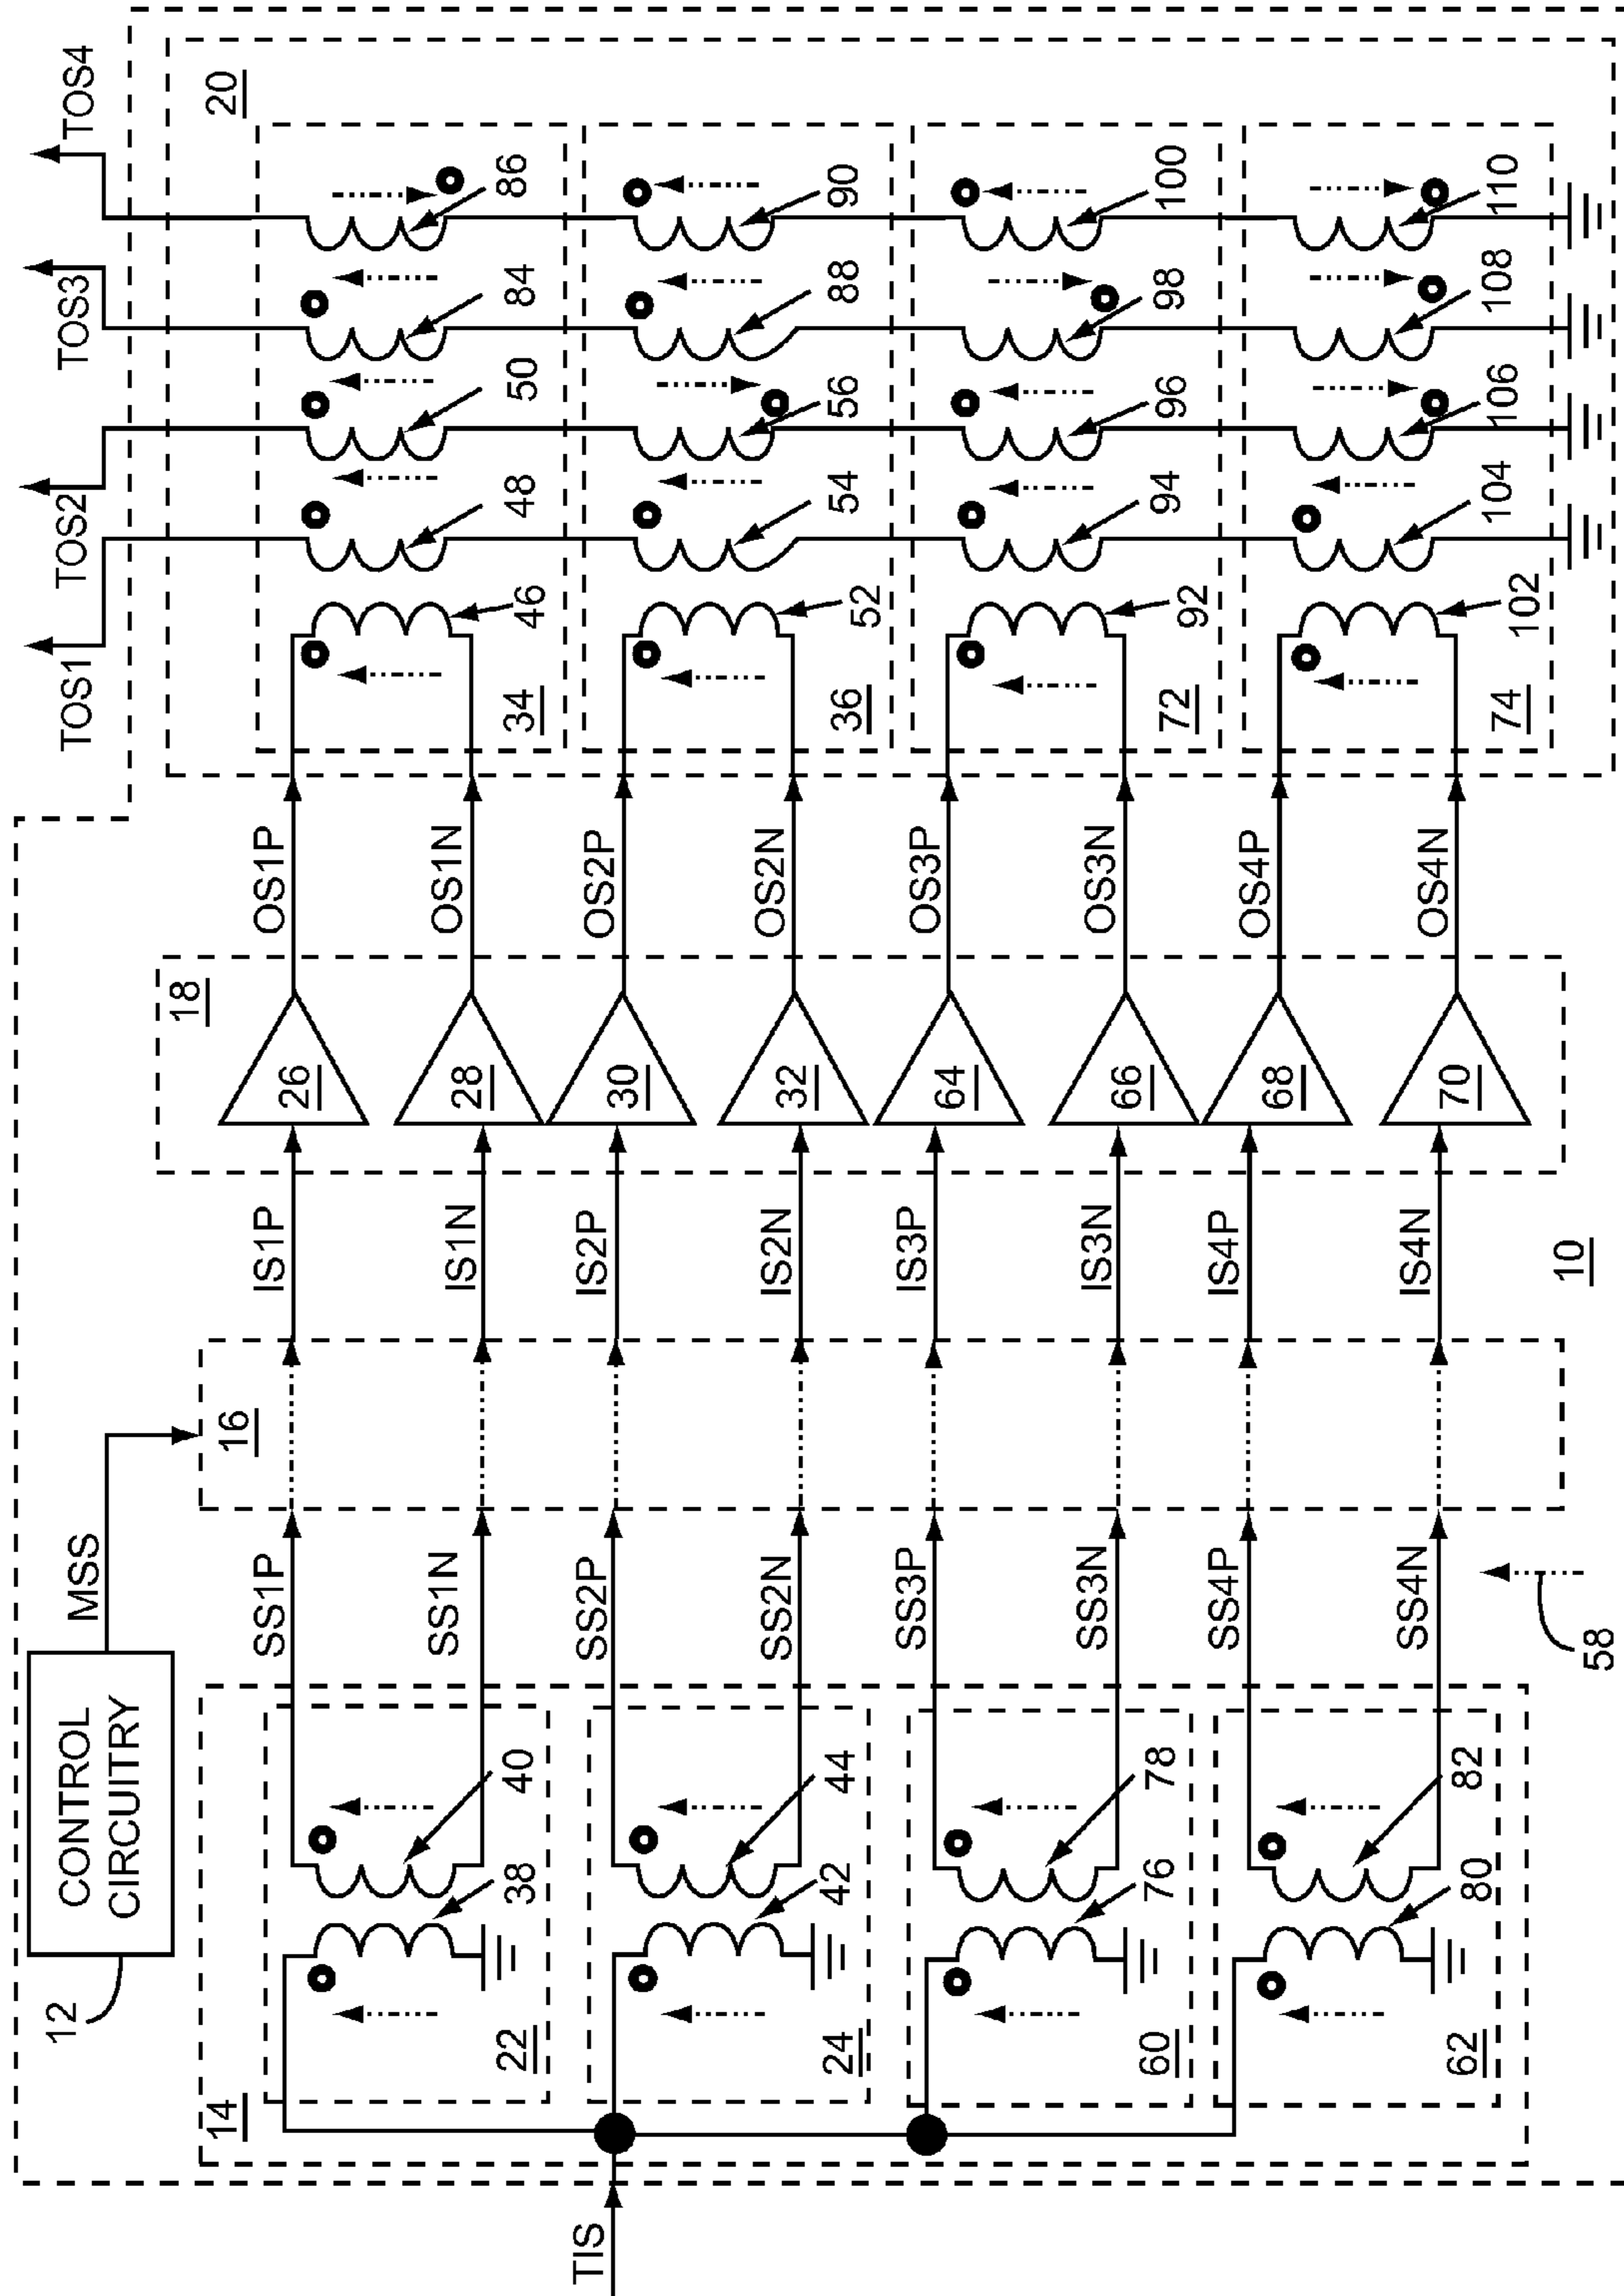 CONTROL
CIRCUITRY
12
MSS
TIS
14
22
38
40
24
42
44
60
76
78
62
80
82
SS1P
SS1N
SS2P
SS2N
SS3P
SS3N
SS4P
SS4N
58
16
IS1P
IS1N
IS2P
IS2N
IS3P
IS3N
IS4P
IS4N
10
18
26
28
30
32
64
66
68
70
OS1P
OS1N
OS2P
OS2N
OS3P
OS3N
OS4P
OS4N
20
TOS1
TOS2
TOS3
TOS4
34
46
48
50
84
86
36
52
54
56
88
90
72
92
94
96
98
100
74
102
104
106
108
110